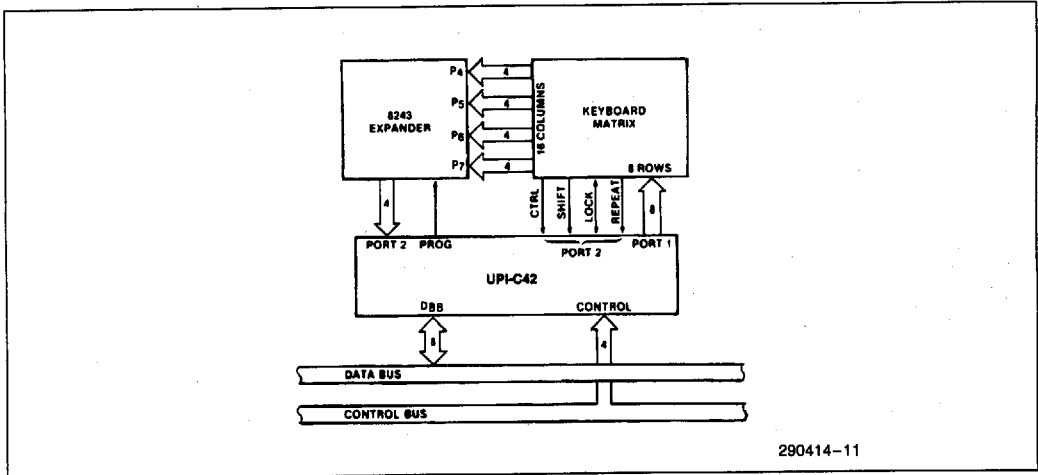 P4
4
P5
4
P6
4
P7
4
8243
EXPANDER
16 COLUMNS
KEYBOARD
MATRIX
8 ROWS
4
CTRL
SHIFT
LOCK
REPEAT
8
PORT 2
PROG
PORT 2
PORT 1
UPI-C42
DBB
CONTROL
8
4
DATA BUS
CONTROL BUS
290414-11